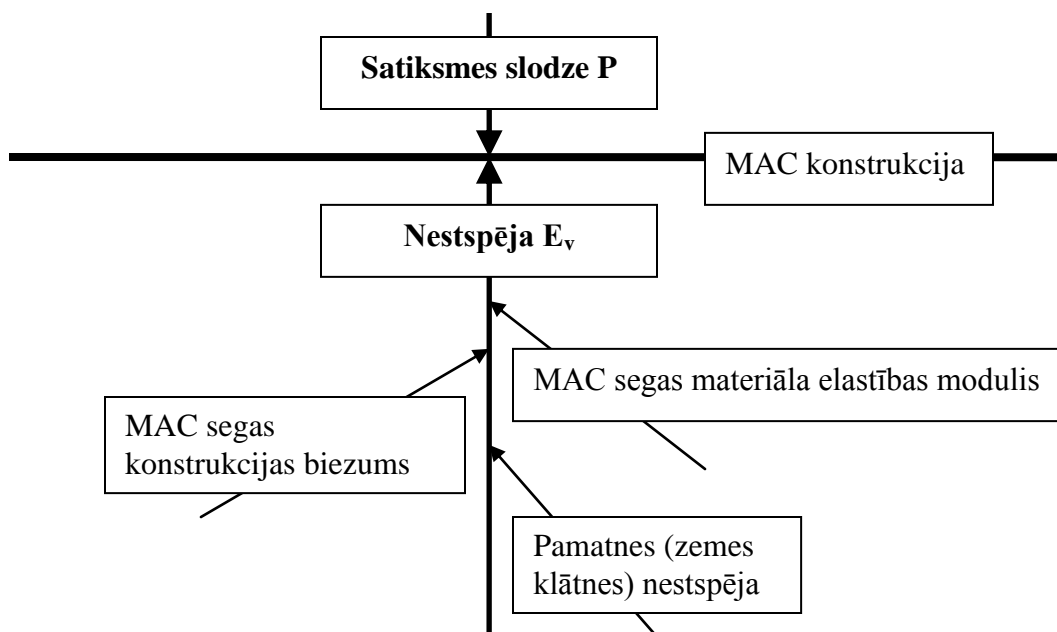 Satiksmes slodze P
MAC konstrukcija
Nestspēja Ev
MAC segas materiāla elastības modulis
MAC segas
konstrukcijas biezums
Pamatnes (zemes
klātnes) nestspēja